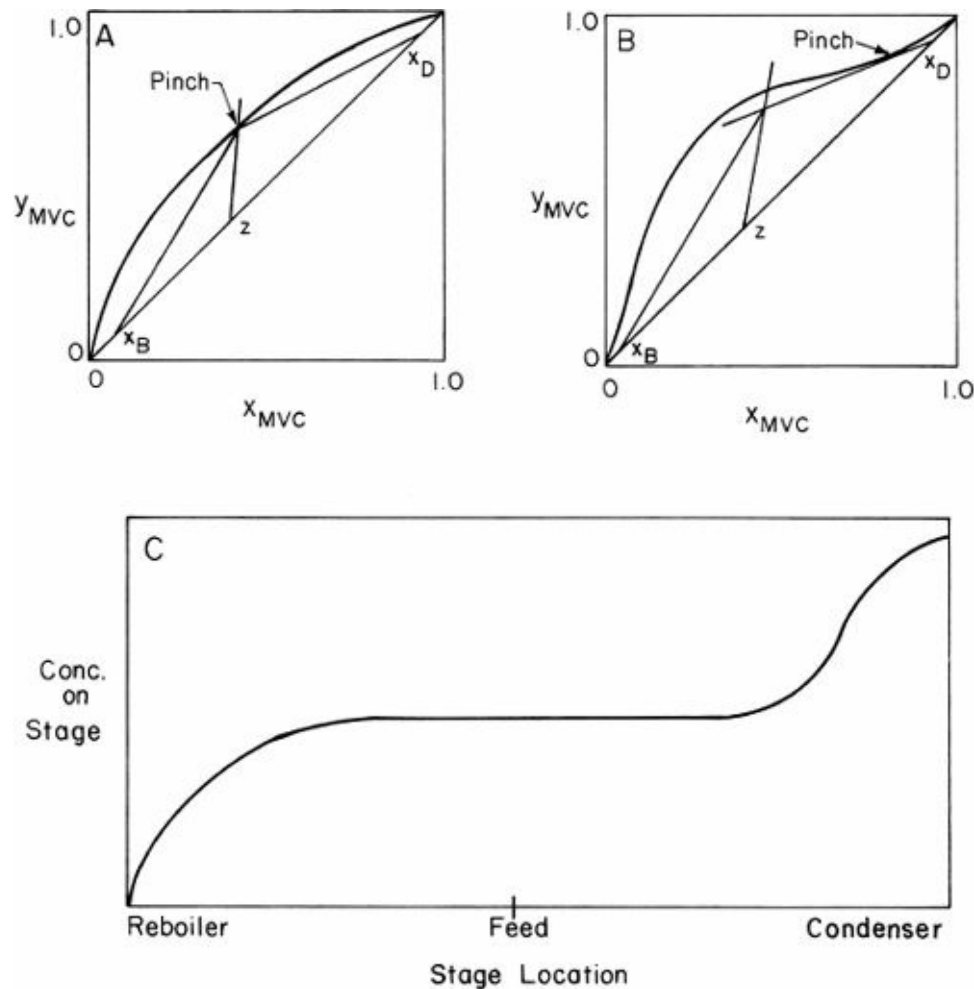 1.0
A
Pinch
x_D
y_MVC
z
x_B
0
0
1.0
x_MVC
1.0
B
Pinch
x_D
y_MVC
z
x_B
0
0
1.0
x_MVC
C
Conc.
on
Stage
Reboiler
Feed
Condenser
Stage Location